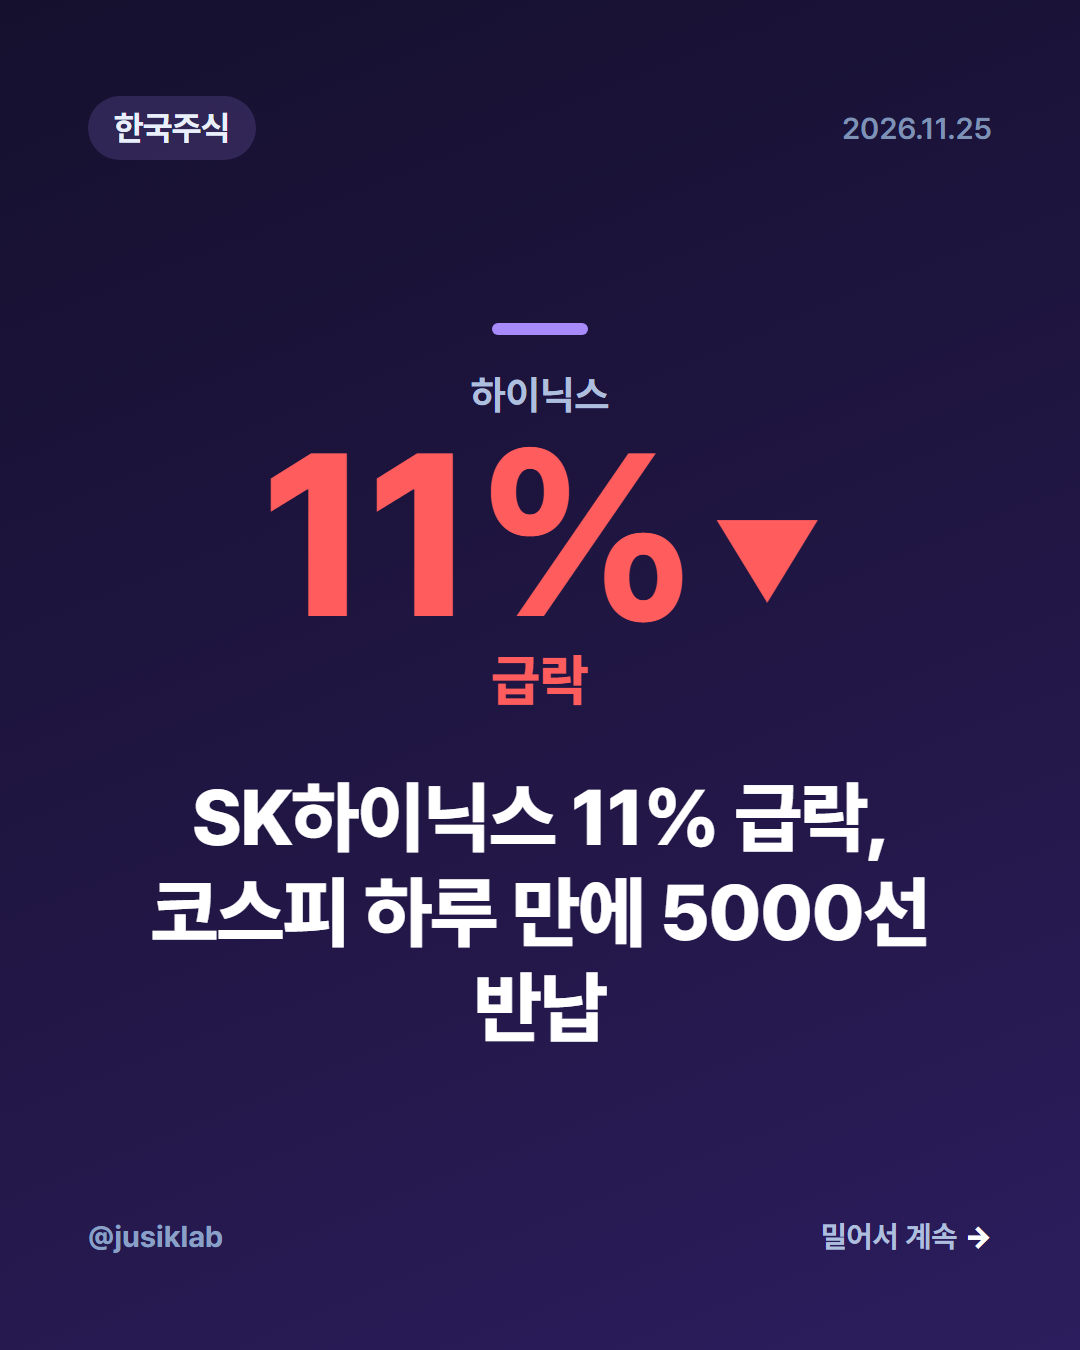 한국주식
2026.11.25
하이닉스
11%▼
급락
SK하이닉스 11% 급락,
코스피 하루 만에 5000선
반납
@jusiklab
밀어서 계속 →